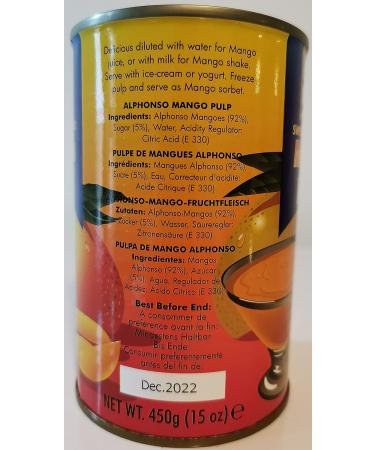 Delicious diluted with water for Mango
juice, or with milk for Mango shake.
Serve with ice-cream or yogurt. Freeze
pulp and serve as Mango sorbet.
ALPHONSO MANGO PULP
Ingredients: Alphonso Mangoes (92%),
Sugar (5%), Water, Acidity Regulator:
Citric Acid (E 330)
PULPE DE MANGUES ALPHONSO
Ingrédients: Mangues Alphonso (92%),
Sucre (5%), Eau, Correcteur d'acidite:
Acide Citrique (E 330)
ALPHONSO-MANGO-FRUCHTFLEISCH
Zutaten: Alphonso-Mangos (92%),
Zucker (5%), Wasser, Säureregler:
Zitronensäure (E 330)
PULPA DE MANGO ALPHONSO
Ingredientes: Mangos
Alphonso (92%), Azucar
(5%), Agua, Regulador de
Acidez, Acido Citrico (E 330)
Best Before End:
A consommer de
préférence avant la fin:
Mindestens Haltbar
Bis Ende:
Consumir preferentemente
antes del fin de:
Dec.2022
NET WT. 450g (15 oz) e